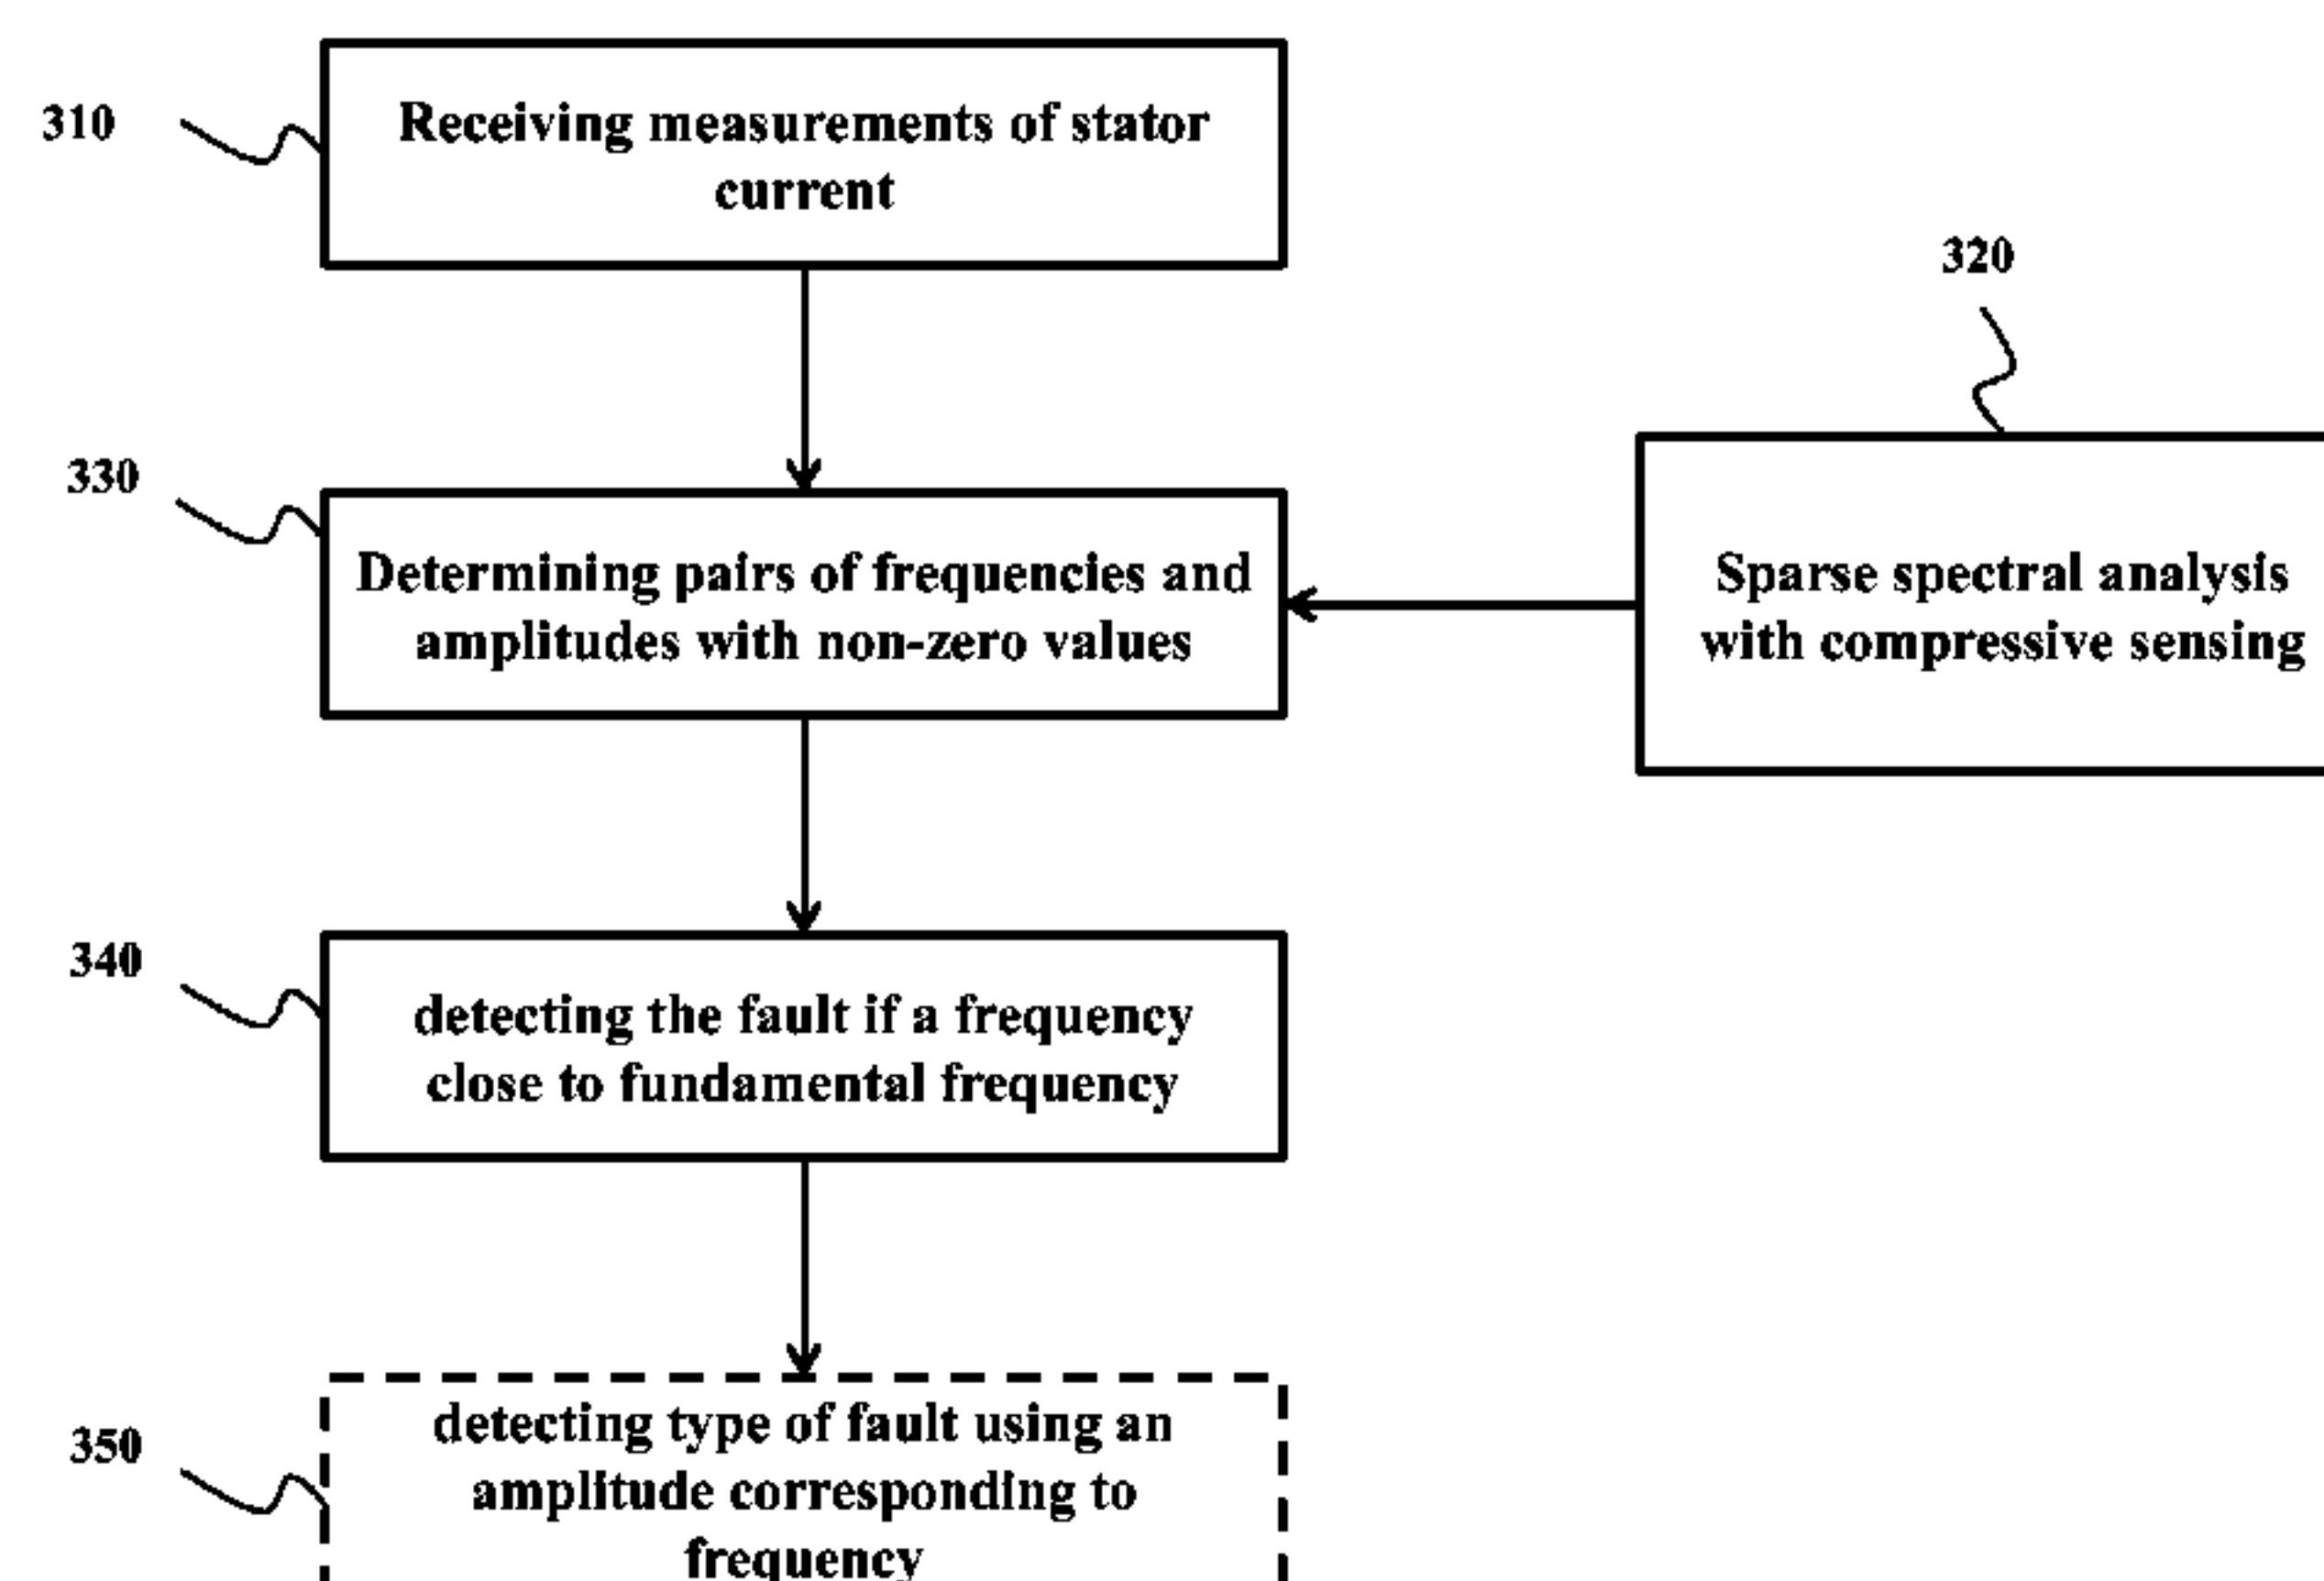 310
Receiving measurements of stator
current
320
330
Determining pairs of frequencies and
amplitudes with non-zero values
Sparse spectral analysis
with compressive sensing
340
detecting the fault if a frequency
close to fundamental frequency
350
detecting type of fault using an
amplitude corresponding to
frequency